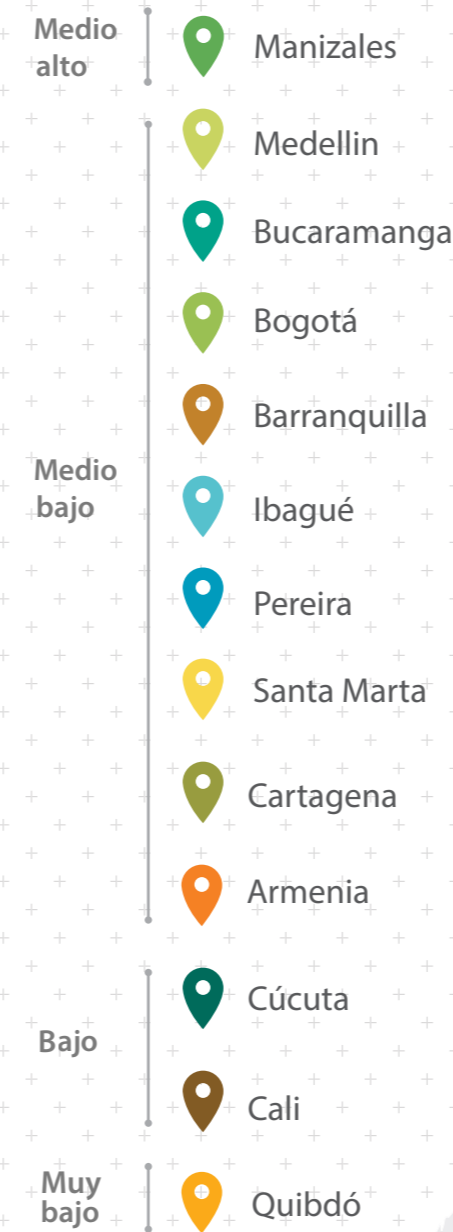 Medio
alto
Manizales
Medellin
Bucaramanga
Bogotá
Barranquilla
Medio
bajo
Ibagué
Pereira
Santa Marta
Cartagena
Armenia
Cúcuta
Bajo
Cali
Muy
bajo
Quibdó